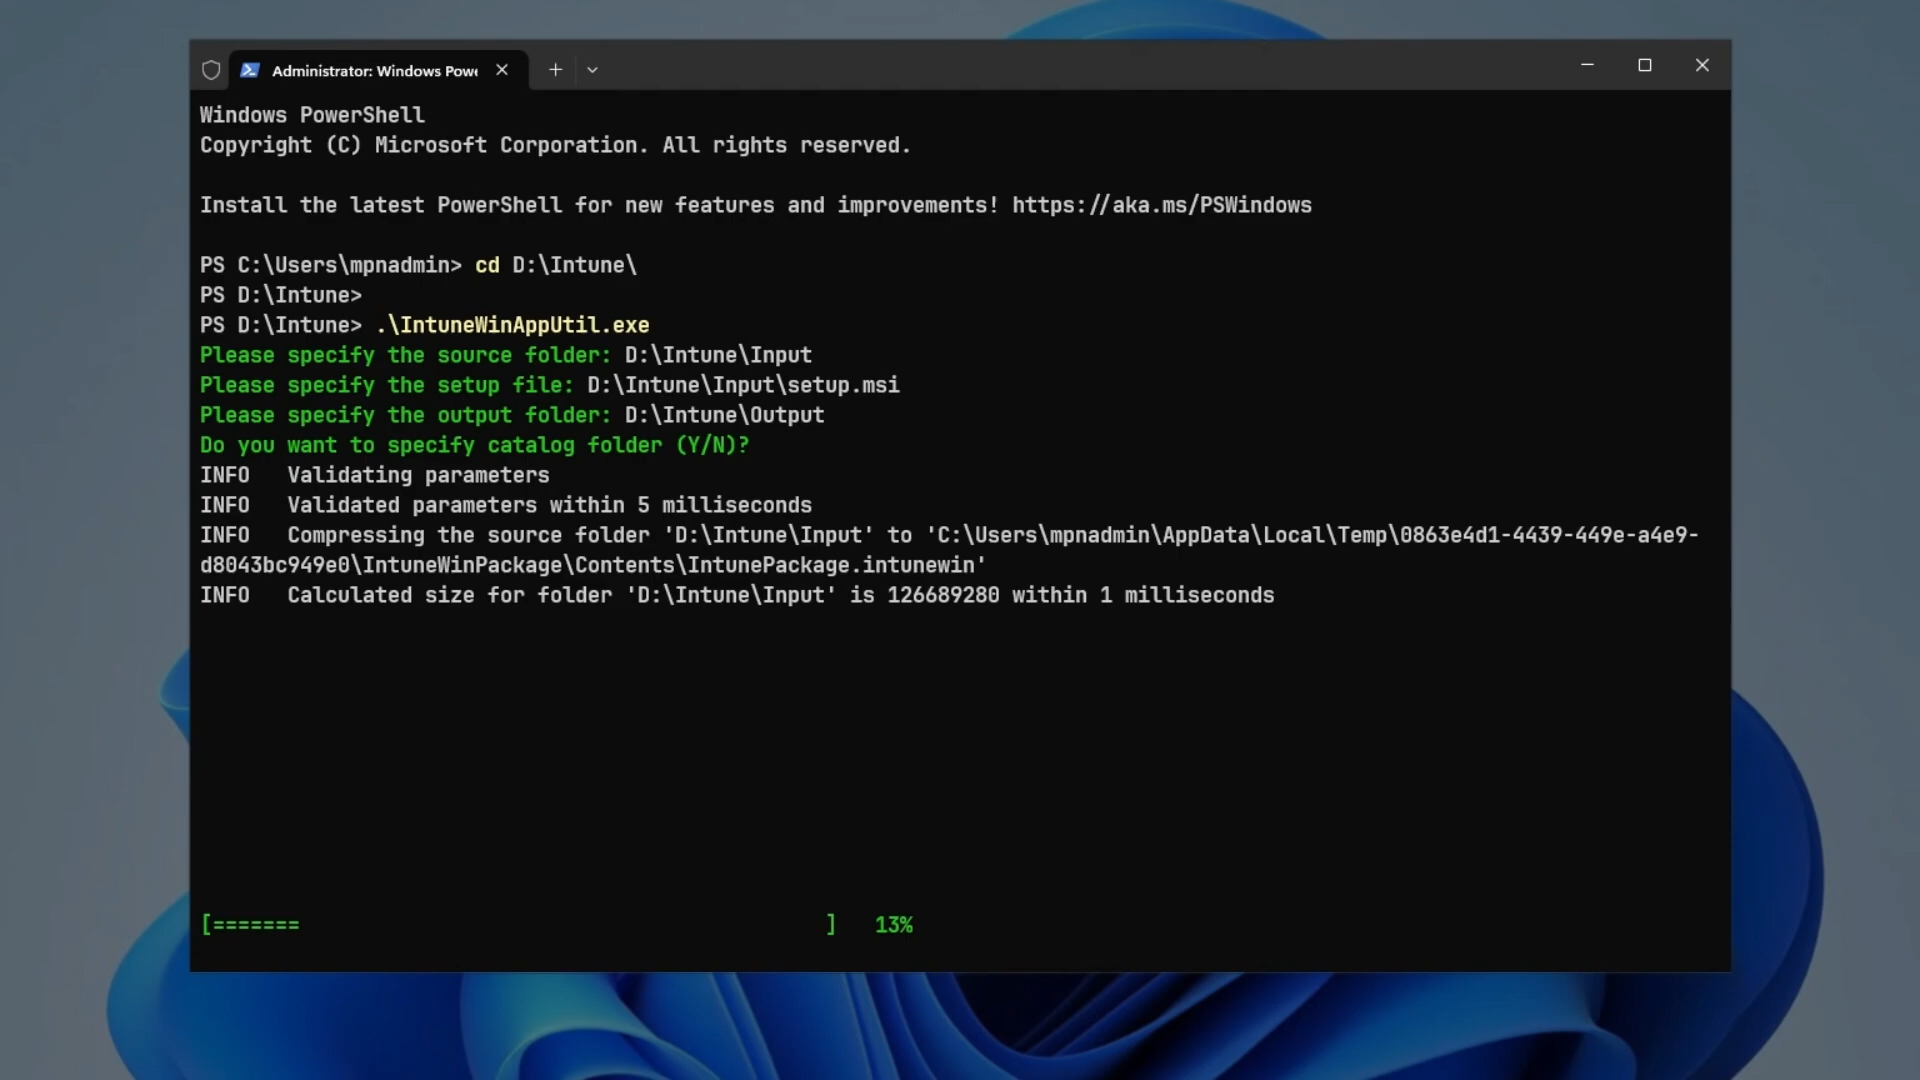 Administrator: Windows Pow
Windows PowerShell
Copyright (C) Microsoft Corporation. All rights reserved.
Install the latest PowerShell for new features and improvements! https://aka.ms/PSWindows
PS C:\Users\mpnadmin> cd D:\Intune\
PS D:\Intune>
PS D:\Intune> .\IntuneWinAppUtil.exe
Please specify the source folder: D:\Intune\Input
Please specify the setup file: D:\Intune\Input\setup.msi
Please specify the output folder: D:\Intune\Output
Do you want to specify catalog folder (Y/N)?
INFO   Validating parameters
INFO   Validated parameters within 5 milliseconds
INFO   Compressing the source folder 'D:\Intune\Input' to 'C:\Users\mpnadmin\AppData\Local\Temp\0863e4d1-4439-449e-a4e9-
d8043bc949e0\IntuneWinPackage\Contents\IntunePackage.intunewin'
INFO   Calculated size for folder 'D:\Intune\Input' is 126689280 within 1 milliseconds
[=======                                          ]   13%